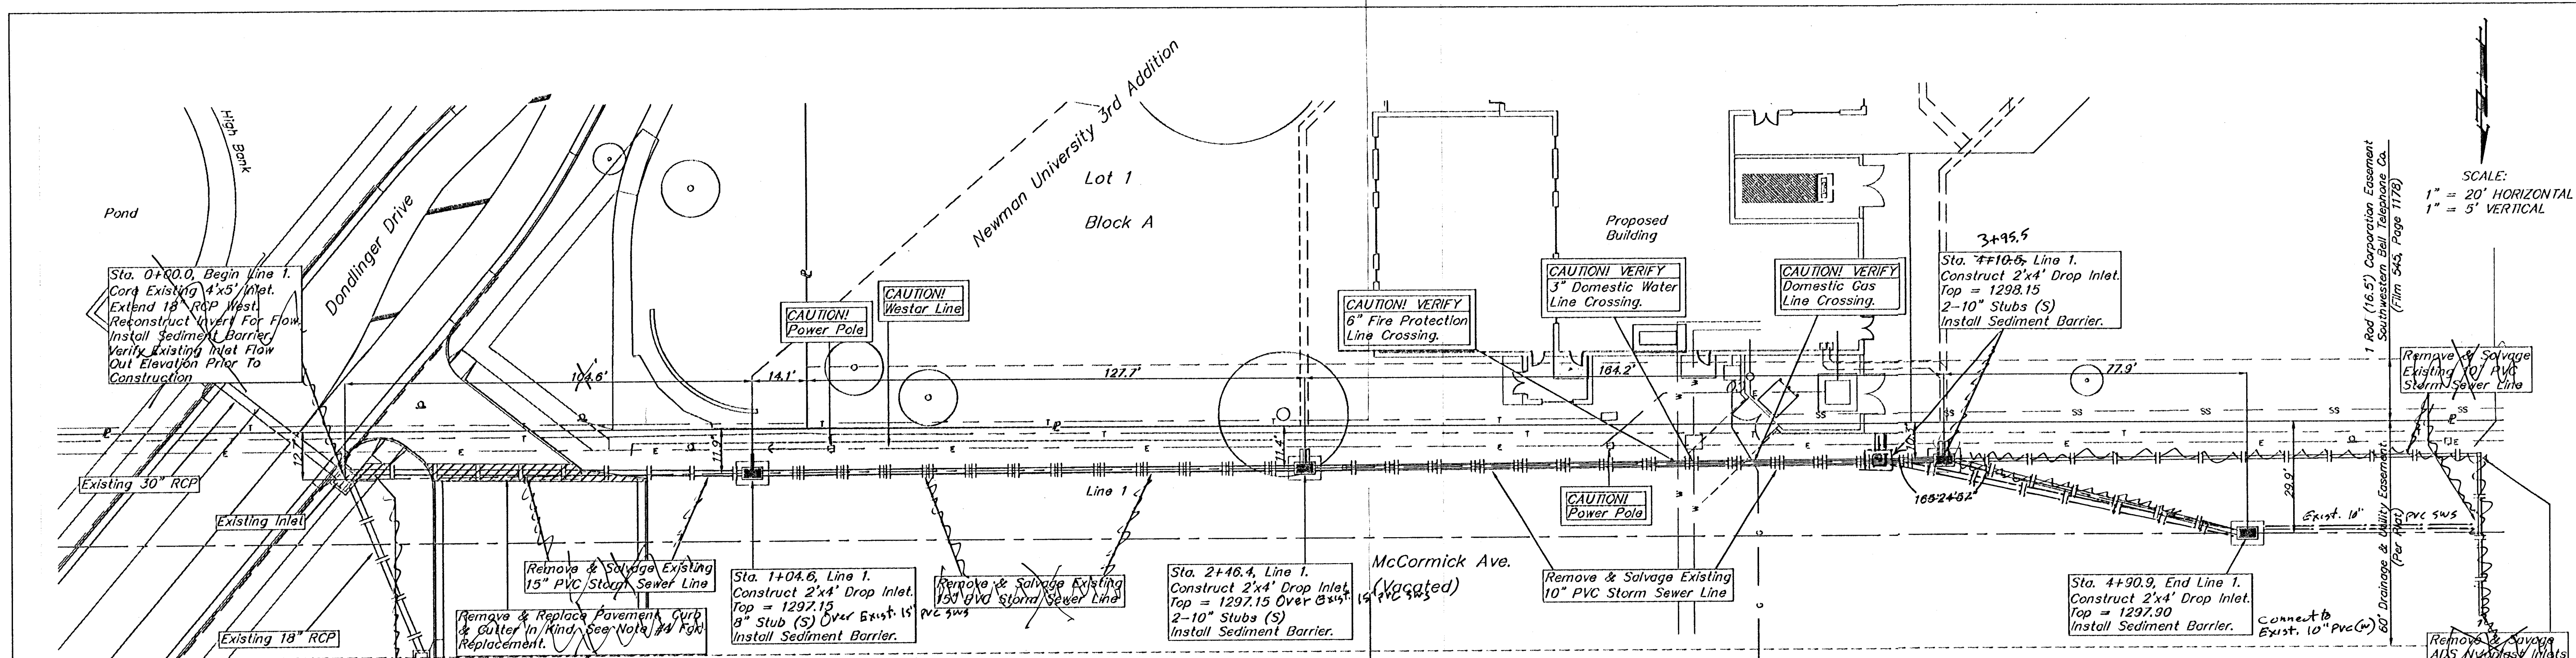 Newman University 3rd Addition
High Bank
Pond
Dondlinger Drive
Lot 1
Block A
Proposed
Building
SCALE:
1" = 20' HORIZONTAL
1" = 5' VERTICAL
1 Rod (16.5') Corporation Easement
Southwestern Bell Telephone Co.
(Film 545, Page 1178)
Sta. 0+00.0, Begin Line 1.
Core Existing 4'x5' Inlet.
Extend 18" RCP West.
Reconstruct Invert For Flow.
Install Sediment Barrier.
Verify Existing Inlet Flow
Out Elevation Prior To
Construction
CAUTION!
Power Pole
CAUTION!
Westar Line
CAUTION! VERIFY
6" Fire Protection
Line Crossing.
CAUTION! VERIFY
3" Domestic Water
Line Crossing.
CAUTION! VERIFY
Domestic Gas
Line Crossing.
3+95.5
Sta. 4+10.6, Line 1.
Construct 2'x4' Drop Inlet.
Top = 1298.15
2-10" Stubs (S)
Install Sediment Barrier.
Remove & Salvage
Existing 10" PVC
Storm Sewer Line
104.6'
14.1'
127.7'
164.2'
77.9'
11.9'
11.4'
29.9'
Existing 30" RCP
Existing Inlet
Existing 18" RCP
Line 1
CAUTION!
Power Pole
Exist. 10" PVC SWS
60' Drainage & Utility Easement
(Per Plat)
McCormick Ave.
(Vacated)
Remove & Salvage Existing
15" PVC Storm Sewer Line
Remove & Replace Pavement, Curb
& Gutter In Kind, See Note #4 For
Replacement.
Sta. 1+04.6, Line 1.
Construct 2'x4' Drop Inlet.
Top = 1297.15
8" Stub (S) Over Exist. 15" PVC SWS
Install Sediment Barrier.
Remove & Salvage Existing
15" PVC Storm Sewer Line
Sta. 2+46.4, Line 1.
Construct 2'x4' Drop Inlet.
Top = 1297.15 Over Exist. 15" PVC SWS
2-10" Stubs (S)
Install Sediment Barrier.
Remove & Salvage Existing
10" PVC Storm Sewer Line
Sta. 4+90.9, End Line 1.
Construct 2'x4' Drop Inlet.
Top = 1297.90
Install Sediment Barrier.
Connect to
Exist. 10" PVC (W)
Remove & Salvage
ADS Nyoplast Inlets